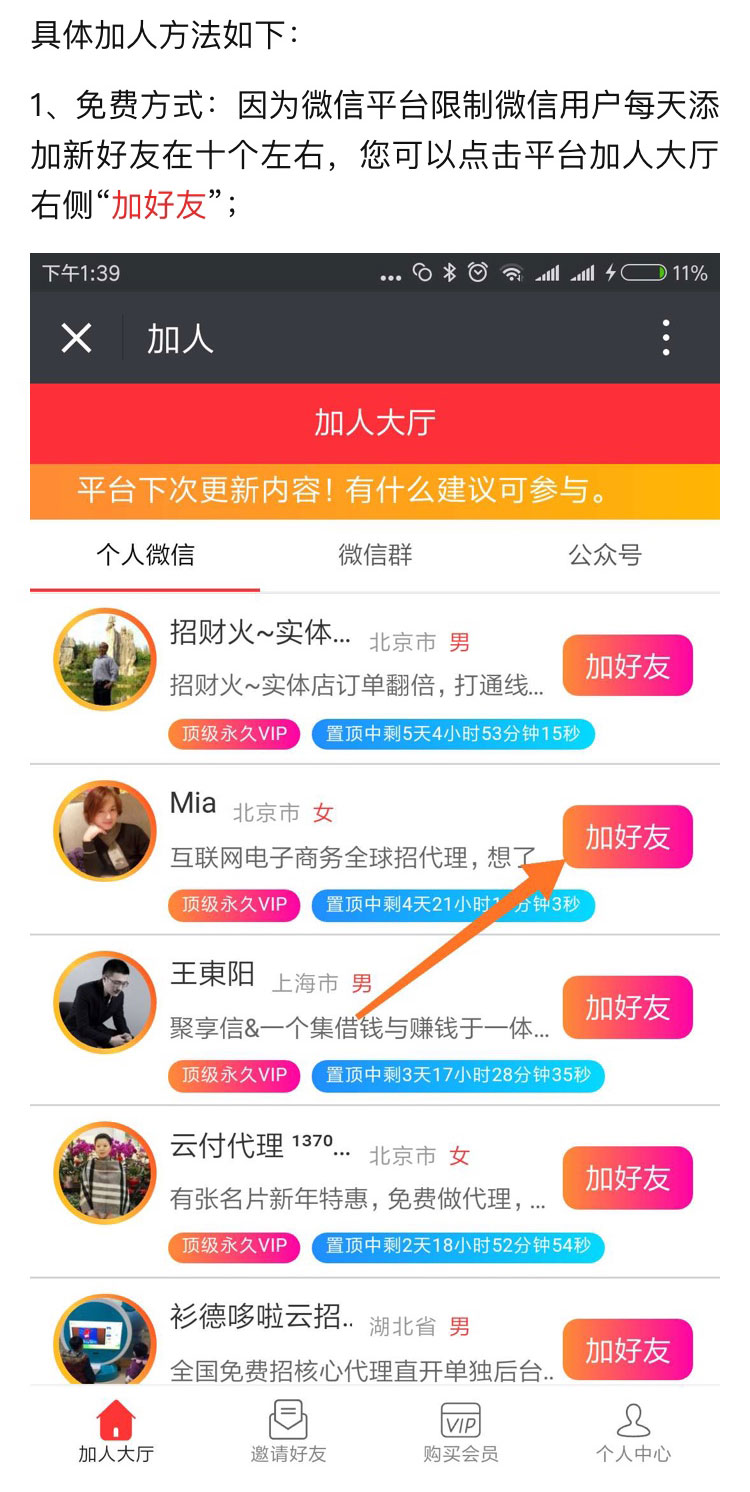 具体加人方法如下：
1、免费方式：因为微信平台限制微信用户每天添
加新好友在十个左右，您可以点击平台加人大厅
右侧“加好友”；
下午1:39 11%
加人
加人大厅
平台下次更新内容！有什么建议可参与。
个人微信 微信群 公众号
招财火~实体... 北京市 男
加好友
招财火~实体店订单翻倍，打通线...
顶级永久VIP 置顶中剩5天4小时53分钟15秒
Mia 北京市 女
加好友
互联网电子商务全球招代理，想了
顶级永久VIP 置顶中剩4天21小时1分钟3秒
王東阳 上海市 男
加好友
聚享信&一个集借钱与赚钱于一体...
顶级永久VIP 置顶中剩3天17小时28分钟35秒
云付代理 ¹³⁷⁰... 北京市 女
加好友
有张名片新年特惠，免费做代理，...
顶级永久VIP 置顶中剩2天18小时52分钟54秒
衫德哆啦云招.. 湖北省 男
加好友
全国免费招核心代理直开单独后台..
加人大厅 邀请好友 VIP 购买会员 个人中心